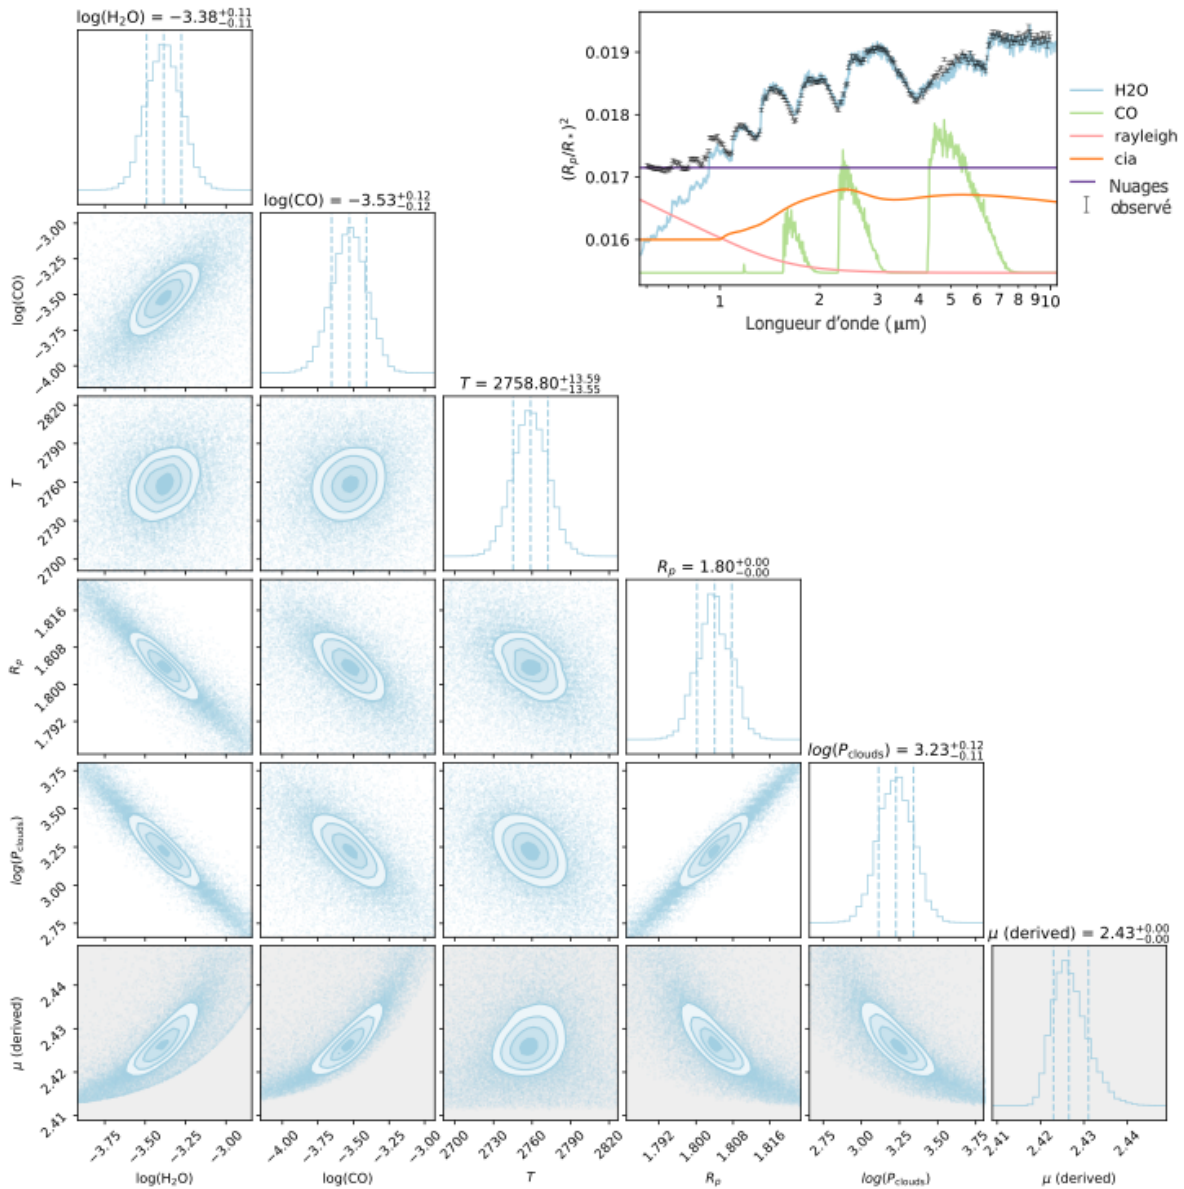 log(H₂O) = −3.38 +0.11 −0.11
0.019
0.018
0.017
0.016
(Rp/R*)²
1 2 3 4 5 6 7 8 9 10
Longueur d'onde (μm)
H2O
CO
rayleigh
cia
Nuages
observé
log(CO) = −3.53 +0.12 −0.12
−3.00
−3.25
−3.50
−3.75
−4.00
log(CO)
T = 2758.80 +13.59 −13.55
2820
2790
2760
2730
2700
T
Rp = 1.80 +0.00 −0.00
1.816
1.808
1.800
1.792
Rp
log(Pclouds) = 3.23 +0.12 −0.11
3.75
3.50
3.25
3.00
2.75
log(Pclouds)
μ (derived) = 2.43 +0.00 −0.00
2.44
2.43
2.42
2.41
μ (derived)
−3.75 −3.50 −3.25 −3.00
−4.00 −3.75 −3.50 −3.25 −3.00
2700 2730 2760 2790 2820
1.792 1.800 1.808 1.816
2.75 3.00 3.25 3.50 3.75
2.41 2.42 2.43 2.44
log(H₂O)
log(CO)
T
Rp
log(Pclouds)
μ (derived)